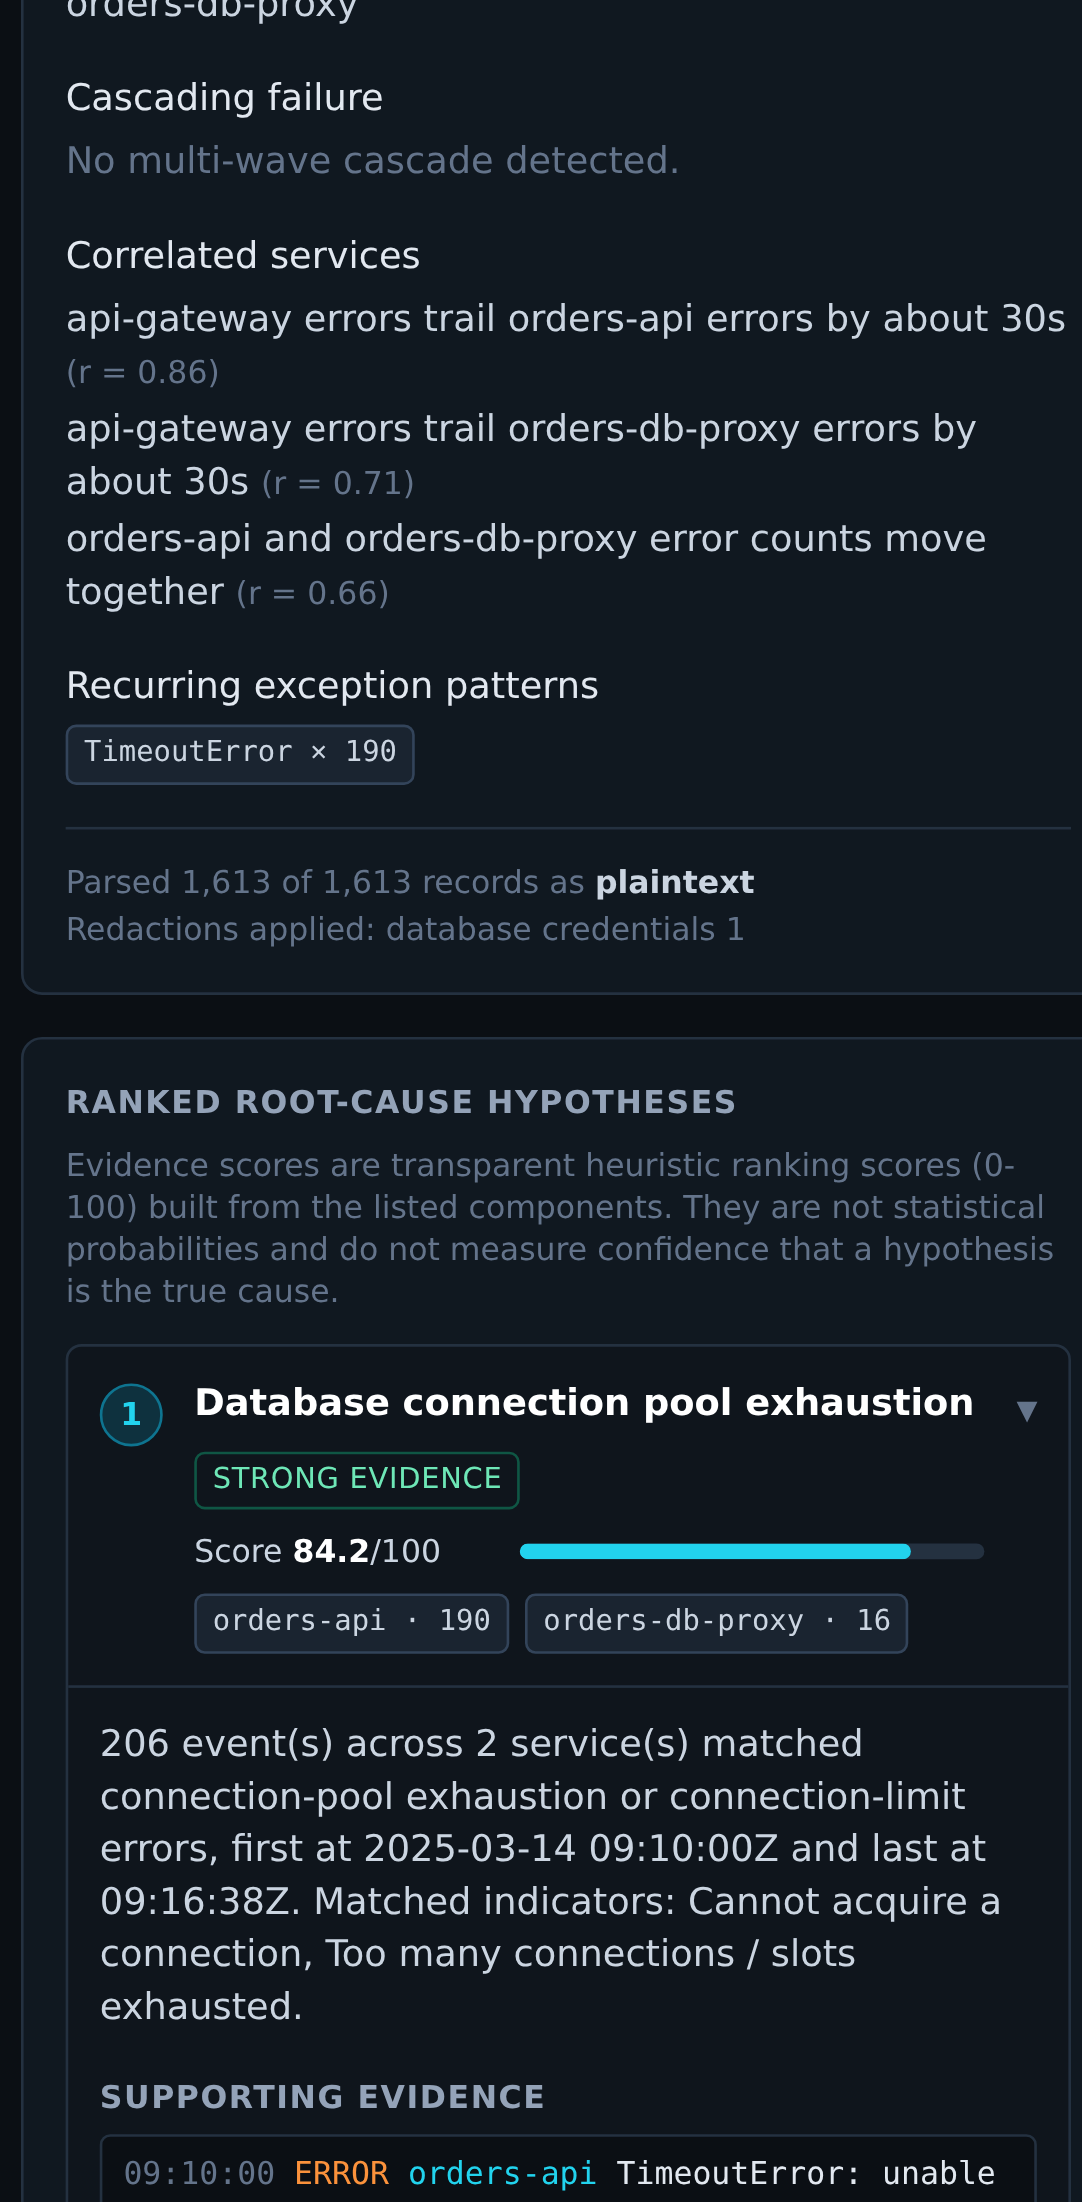 orders-db-proxy
Cascading failure
No multi-wave cascade detected.
Correlated services
api-gateway errors trail orders-api errors by about 30s
(r = 0.86)
api-gateway errors trail orders-db-proxy errors by
about 30s (r = 0.71)
orders-api and orders-db-proxy error counts move
together (r = 0.66)
Recurring exception patterns
TimeoutError × 190
Parsed 1,613 of 1,613 records as plaintext
Redactions applied: database credentials 1
RANKED ROOT-CAUSE HYPOTHESES
Evidence scores are transparent heuristic ranking scores (0-
100) built from the listed components. They are not statistical
probabilities and do not measure confidence that a hypothesis
is the true cause.
1 Database connection pool exhaustion ▼
STRONG EVIDENCE
Score 84.2/100
orders-api · 190 orders-db-proxy · 16
206 event(s) across 2 service(s) matched
connection-pool exhaustion or connection-limit
errors, first at 2025-03-14 09:10:00Z and last at
09:16:38Z. Matched indicators: Cannot acquire a
connection, Too many connections / slots
exhausted.
SUPPORTING EVIDENCE
09:10:00 ERROR orders-api TimeoutError: unable